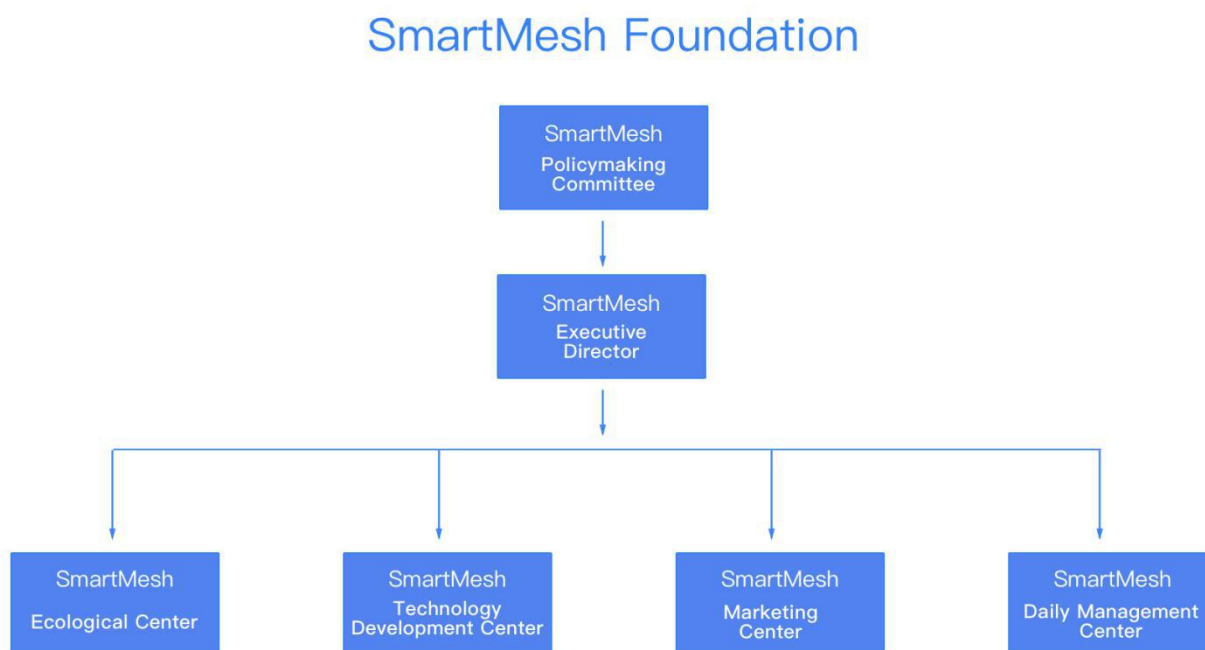 SmartMesh Foundation
SmartMesh
Policymaking
Committee
SmartMesh
Executive
Director
SmartMesh
Ecological Center
SmartMesh
Technology
Development Center
SmartMesh
Marketing
Center
SmartMesh
Daily Management
Center